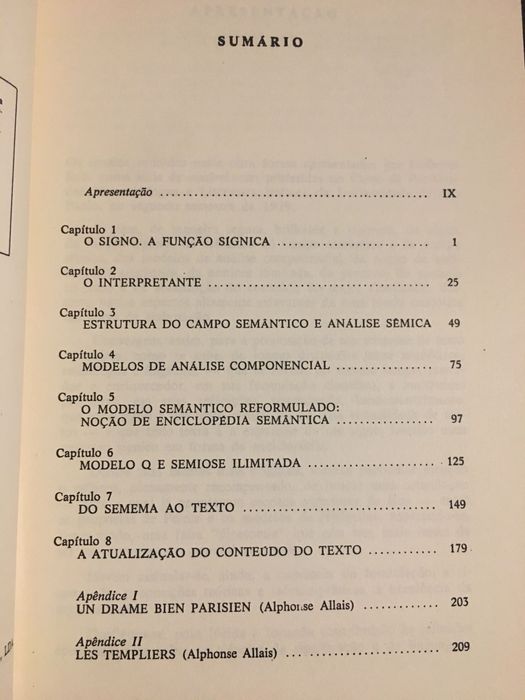 SUMÁRIO
Apresentação ........................................ IX
Capítulo 1
O SIGNO. A FUNÇÃO SÍGNICA ....................... 1
Capítulo 2
O INTERPRETANTE .................................. 25
Capítulo 3
ESTRUTURA DO CAMPO SEMÂNTICO E ANÁLISE SÊMICA 49
Capítulo 4
MODELOS DE ANÁLISE COMPONENCIAL ............... 75
Capítulo 5
O MODELO SEMÂNTICO REFORMULADO:
NOÇÃO DE ENCICLOPÉDIA SEMÂNTICA ............... 97
Capítulo 6
MODELO Q E SEMIOSE ILIMITADA .................... 125
Capítulo 7
DO SEMEMA AO TEXTO ............................. 149
Capítulo 8
A ATUALIZAÇÃO DO CONTEÚDO DO TEXTO ............ 179
Apêndice I
UN DRAME BIEN PARISIEN (Alphonse Allais) ............. 203
Apêndice II
LES TEMPLIERS (Alphonse Allais) ... .................... 209